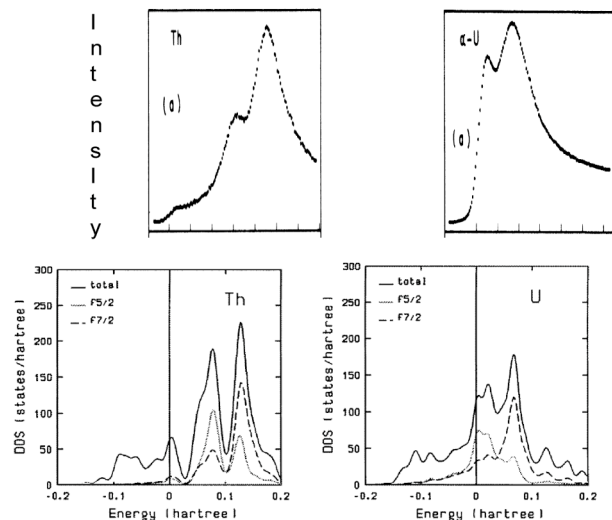 I
n
t
e
n
s
I
t
y
Th
(a)
α-U
(a)
300
250
200
150
100
50
0
DOS (states/hartree)
total
f5/2
f7/2
Th
-0.2
-0.1
0
0.1
0.2
Energy (hartree)
300
250
200
150
100
50
0
DOS (states/hartree)
total
f5/2
f7/2
U
-0.2
-0.1
0
0.1
0.2
Energy (hartree)